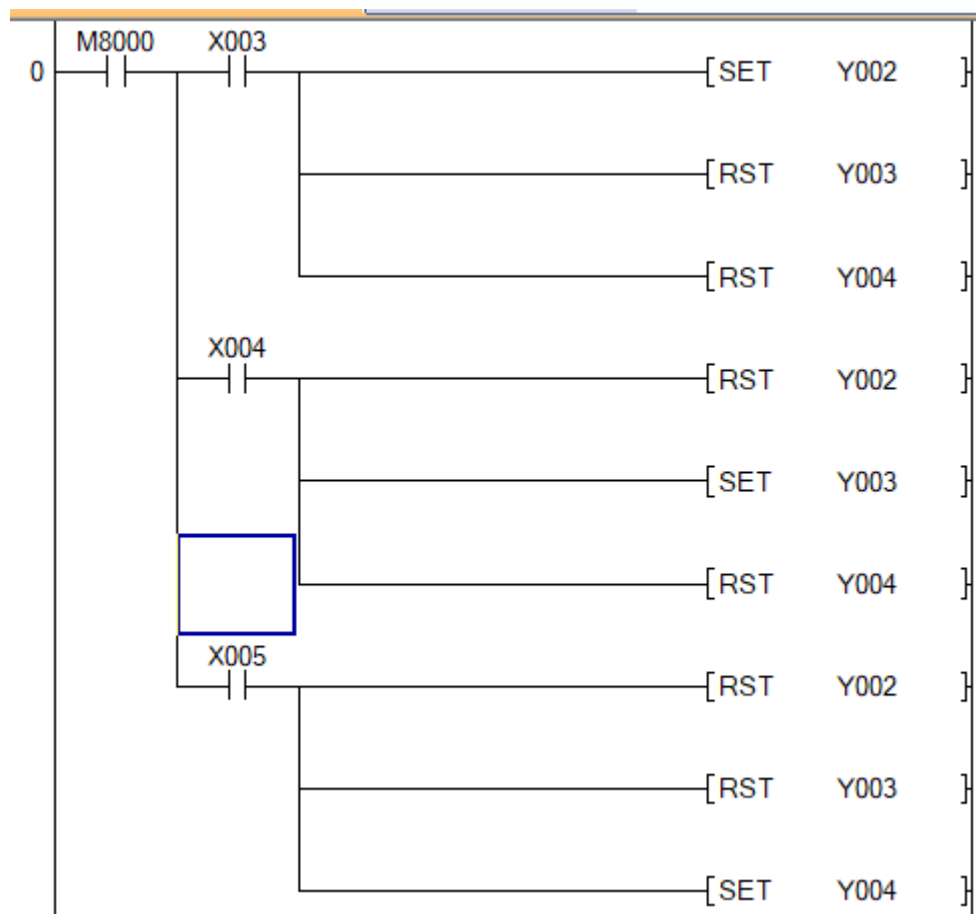 M8000 X003
0 [SET Y002 ]
[RST Y003 ]
[RST Y004 ]
X004
[RST Y002 ]
[SET Y003 ]
[RST Y004 ]
X005
[RST Y002 ]
[RST Y003 ]
[SET Y004 ]